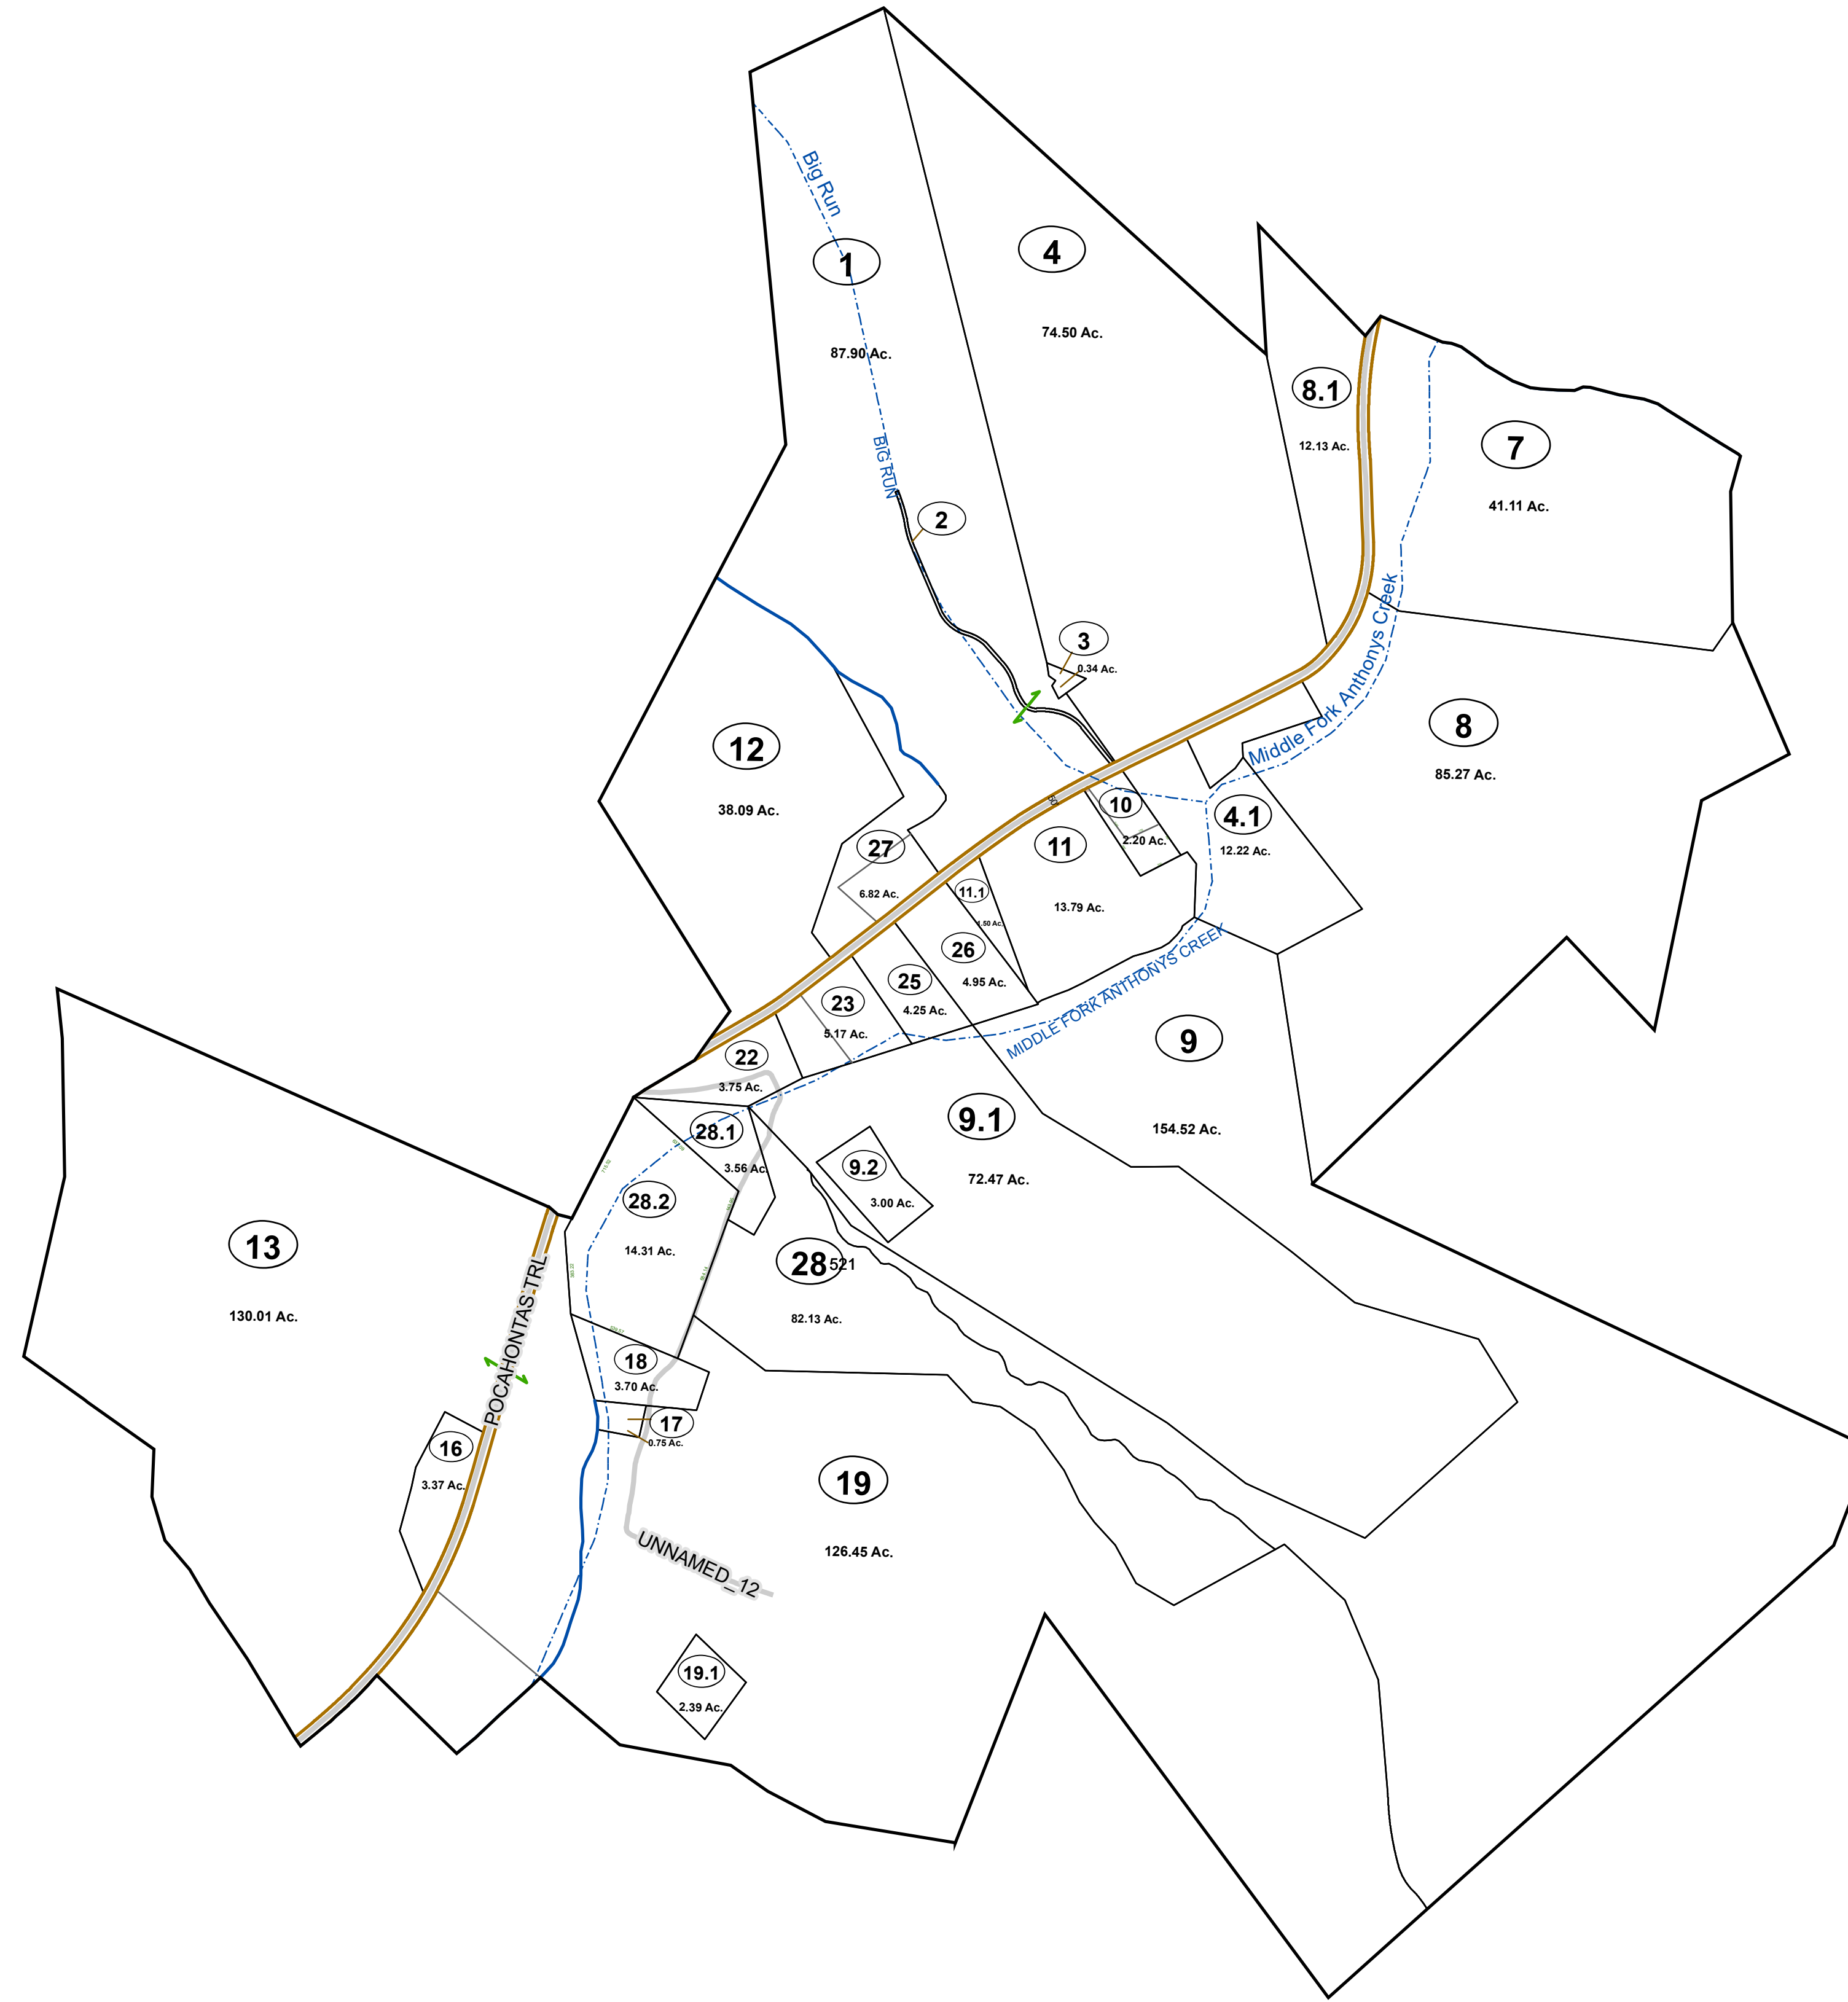 Big Run
1
4
74.50 Ac.
87.90 Ac.
8.1
12.13 Ac.
7
41.11 Ac.
BIG RUN
2
3
0.34 Ac.
Middle Fork Anthonys Creek
8
85.27 Ac.
12
38.09 Ac.
60
10
2.20 Ac.
4.1
12.22 Ac.
27
6.82 Ac.
11
13.79 Ac.
11.1
1.50 Ac.
26
4.95 Ac.
25
4.25 Ac.
23
5.17 Ac.
MIDDLE FORK ANTHONYS CREEK
9
154.52 Ac.
22
3.75 Ac.
9.1
72.47 Ac.
28.1
3.56 Ac.
9.2
3.00 Ac.
28.2
14.31 Ac.
13
130.01 Ac.
28
521
82.13 Ac.
POCAHONTAS TRL
18
3.70 Ac.
17
0.75 Ac.
16
3.37 Ac.
19
126.45 Ac.
UNNAMED_12
19.1
2.39 Ac.